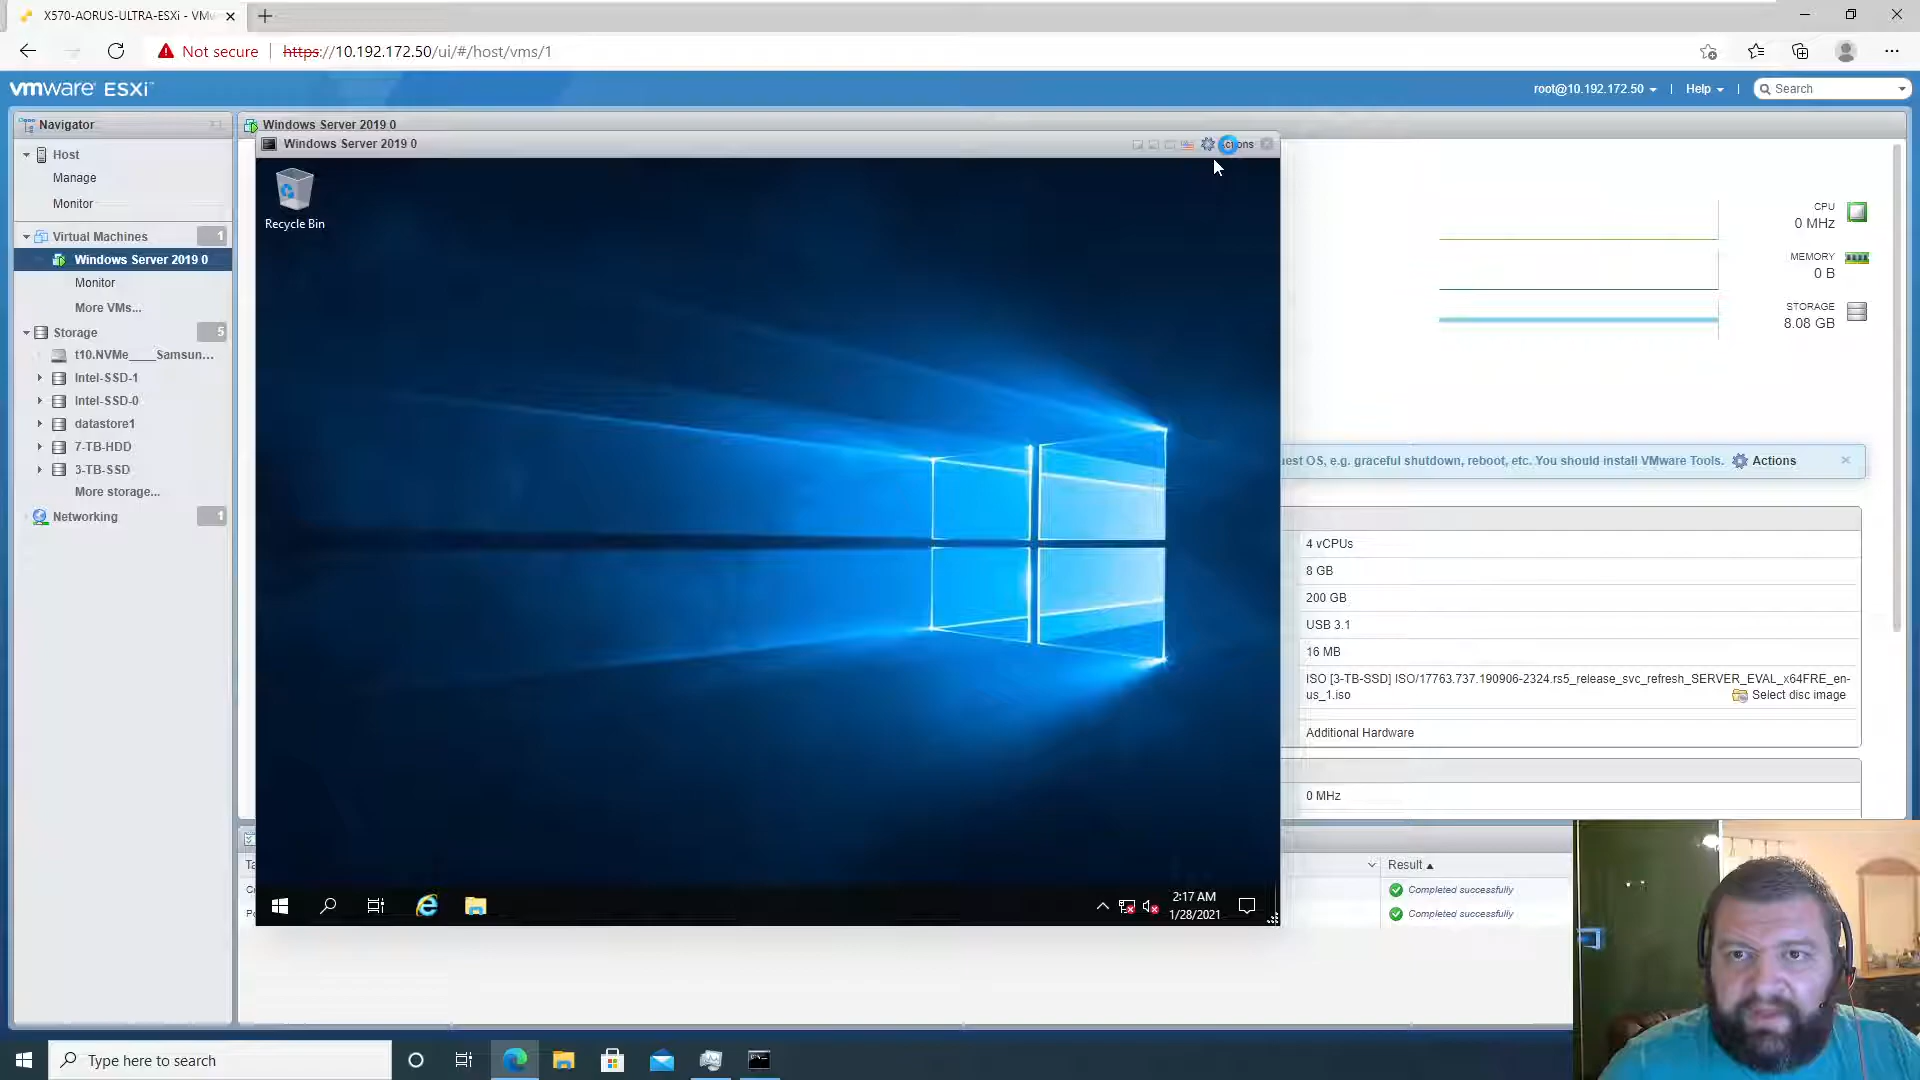 X570-AORUS-ULTRA-ESXi - VMw
Not secure
https://10.192.172.50/ui/#/host/vms/1
vmware ESXi
root@10.192.172.50
Help
Search
Navigator
Windows Server 2019 0
Windows Server 2019 0
Host
Manage
Monitor
Virtual Machines
1
Windows Server 2019 0
Monitor
More VMs...
Storage
5
t10.NVMe____Samsun...
Intel-SSD-1
Intel-SSD-0
datastore1
7-TB-HDD
3-TB-SSD
More storage...
Networking
1
Recycle Bin
CPU
0 MHz
MEMORY
0 B
STORAGE
8.08 GB
est OS, e.g. graceful shutdown, reboot, etc. You should install VMware Tools.
Actions
4 vCPUs
8 GB
200 GB
USB 3.1
16 MB
ISO [3-TB-SSD] ISO/17763.737.190906-2324.rs5_release_svc_refresh_SERVER_EVAL_x64FRE_en-
us_1.iso
Select disc image
Additional Hardware
0 MHz
Result
Completed successfully
Completed successfully
2:17 AM
1/28/2021
Type here to search